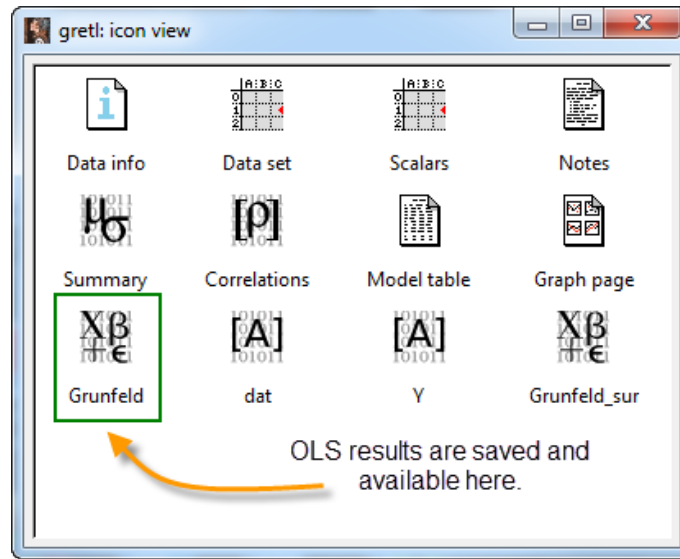 gretl: icon view
Data info Data set Scalars Notes
Summary Correlations Model table Graph page
Grunfeld dat Y Grunfeld_sur
OLS results are saved and
available here.